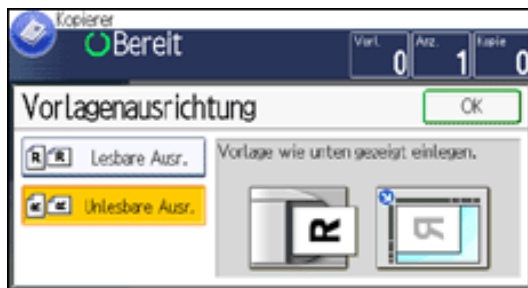 Kopierer
Bereit
Vorl. 0 Anz. 1 Kopie 0
Vorlagenausrichtung
OK
R R Lesbare Ausr.
Vorlage wie unten gezeigt einlegen.
R R Unlesbare Ausr.
R R